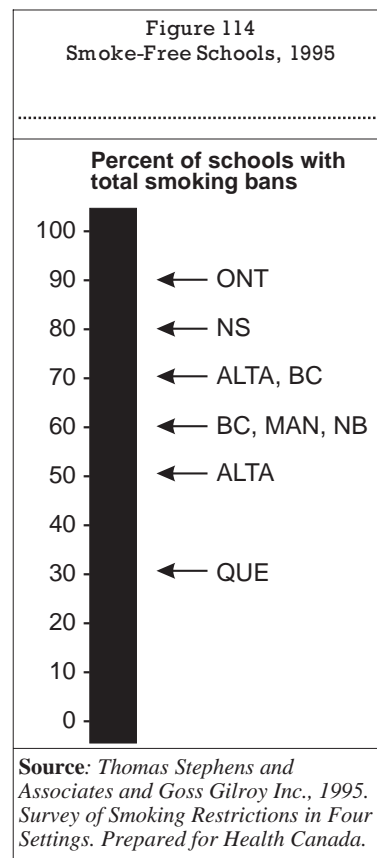 Figure 114
Smoke-Free Schools, 1995
Percent of schools with
total smoking bans
100
90 ONT
80 NS
70 ALTA, BC
60 BC, MAN, NB
50 ALTA
40
30 QUE
20
10
0
Source: Thomas Stephens and
Associates and Goss Gilroy Inc., 1995.
Survey of Smoking Restrictions in Four
Settings. Prepared for Health Canada.